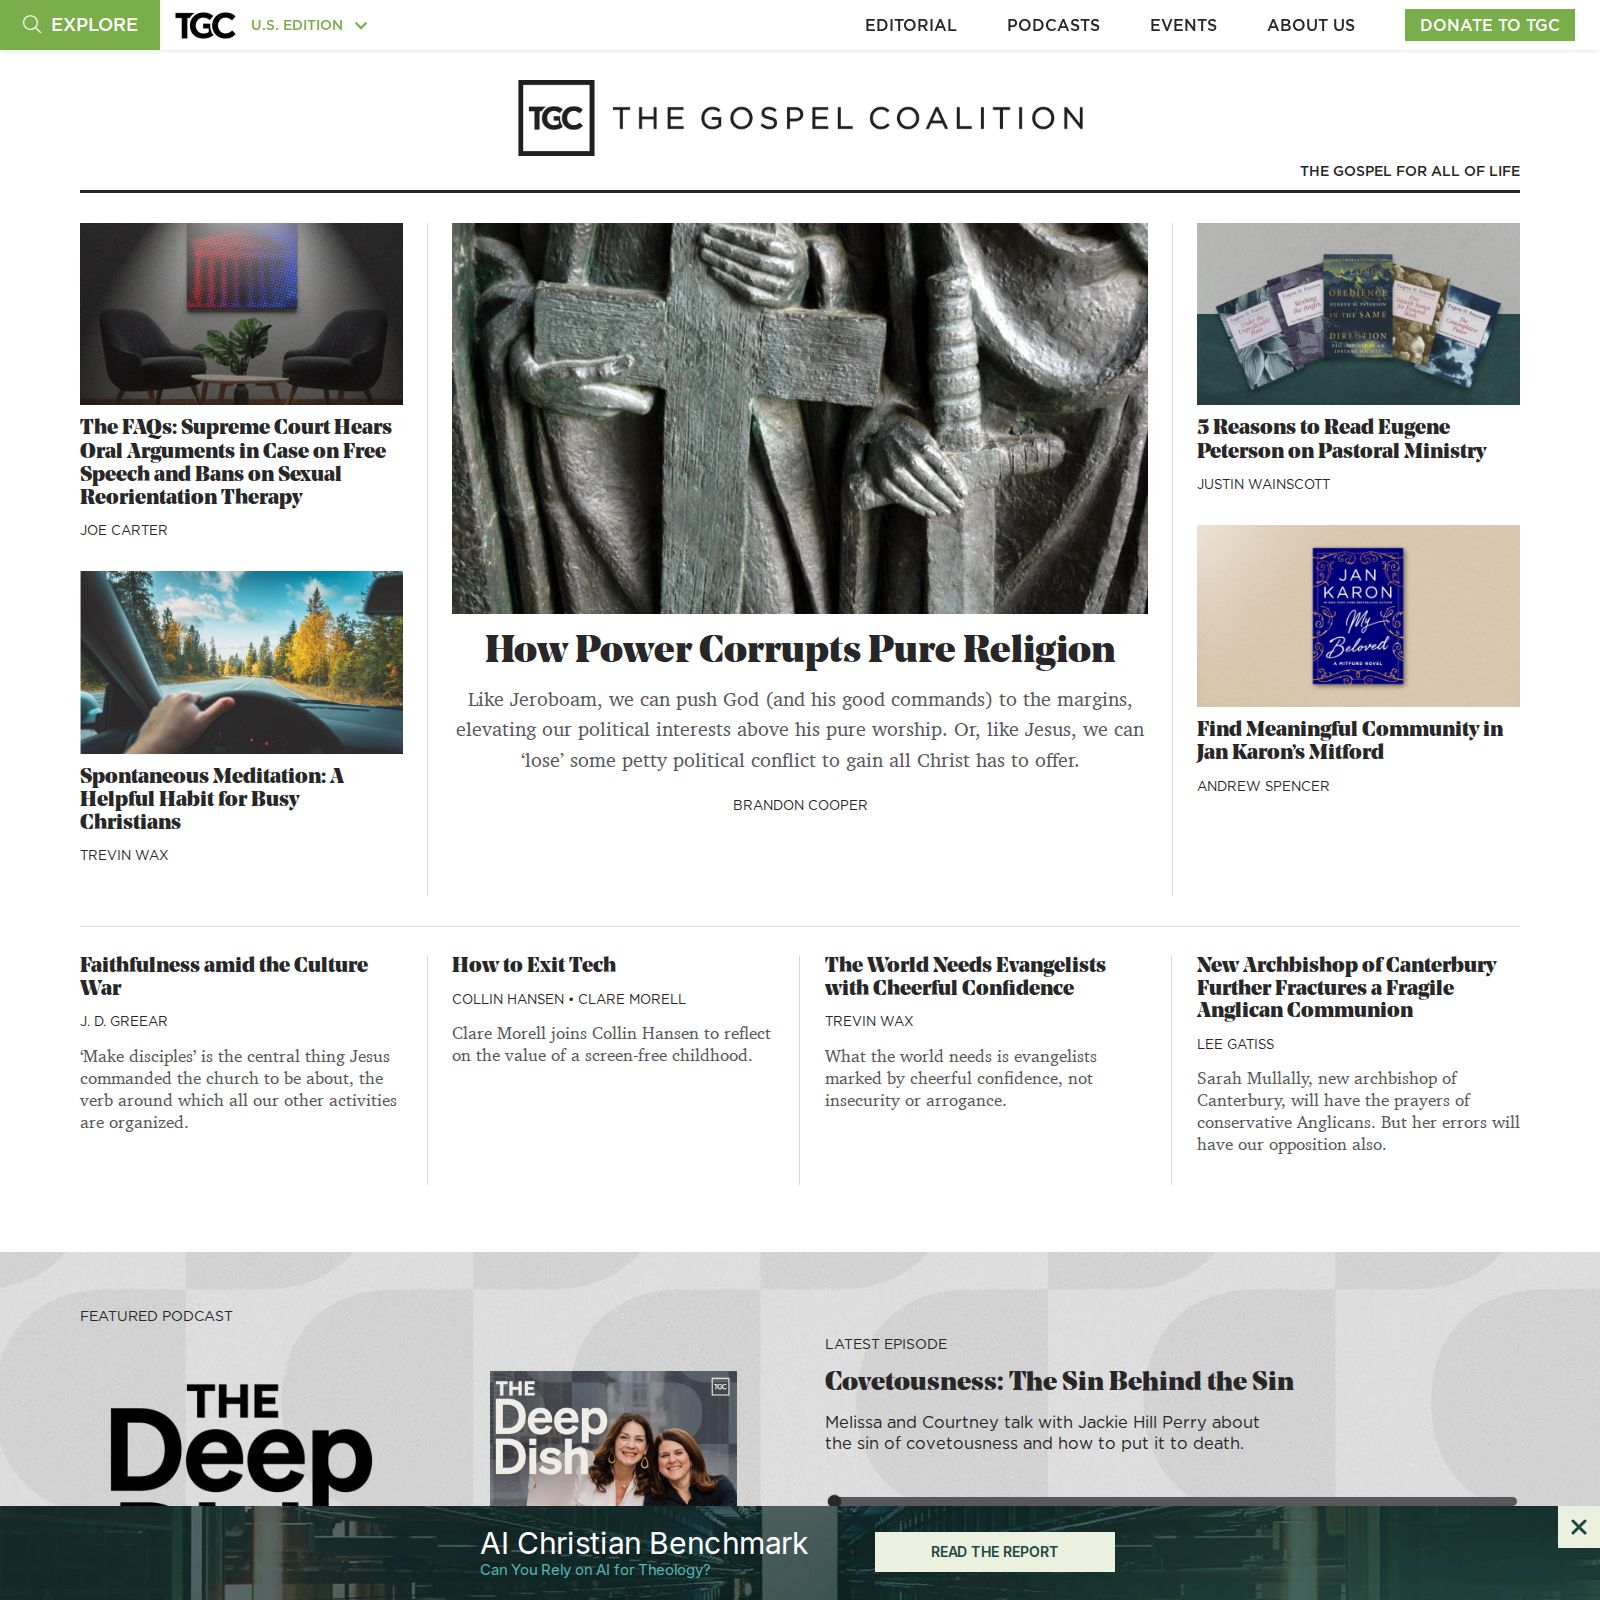 EXPLORE
TGC
U.S. EDITION
EDITORIAL
PODCASTS
EVENTS
ABOUT US
DONATE TO TGC
TGC THE GOSPEL COALITION
THE GOSPEL FOR ALL OF LIFE
The FAQs: Supreme Court Hears
Oral Arguments in Case on Free
Speech and Bans on Sexual
Reorientation Therapy
JOE CARTER
Spontaneous Meditation: A
Helpful Habit for Busy
Christians
TREVIN WAX
How Power Corrupts Pure Religion
Like Jeroboam, we can push God (and his good commands) to the margins,
elevating our political interests above his pure worship. Or, like Jesus, we can
‘lose’ some petty political conflict to gain all Christ has to offer.
BRANDON COOPER
A LONG
OBEDIENCE
EUGENE H. PETERSON
IN THE SAME
DIRECTION
5 Reasons to Read Eugene
Peterson on Pastoral Ministry
JUSTIN WAINSCOTT
JAN
KARON
My
Beloved
A MITFORD NOVEL
Find Meaningful Community in
Jan Karon’s Mitford
ANDREW SPENCER
Faithfulness amid the Culture
War
J. D. GREEAR
‘Make disciples’ is the central thing Jesus
commanded the church to be about, the
verb around which all our other activities
are organized.
How to Exit Tech
COLLIN HANSEN • CLARE MORELL
Clare Morell joins Collin Hansen to reflect
on the value of a screen-free childhood.
The World Needs Evangelists
with Cheerful Confidence
TREVIN WAX
What the world needs is evangelists
marked by cheerful confidence, not
insecurity or arrogance.
New Archbishop of Canterbury
Further Fractures a Fragile
Anglican Communion
LEE GATISS
Sarah Mullally, new archbishop of
Canterbury, will have the prayers of
conservative Anglicans. But her errors will
have our opposition also.
FEATURED PODCAST
THE
Deep
THE
Deep
Dish
TGC
LATEST EPISODE
Covetousness: The Sin Behind the Sin
Melissa and Courtney talk with Jackie Hill Perry about
the sin of covetousness and how to put it to death.
AI Christian Benchmark
Can You Rely on AI for Theology?
READ THE REPORT